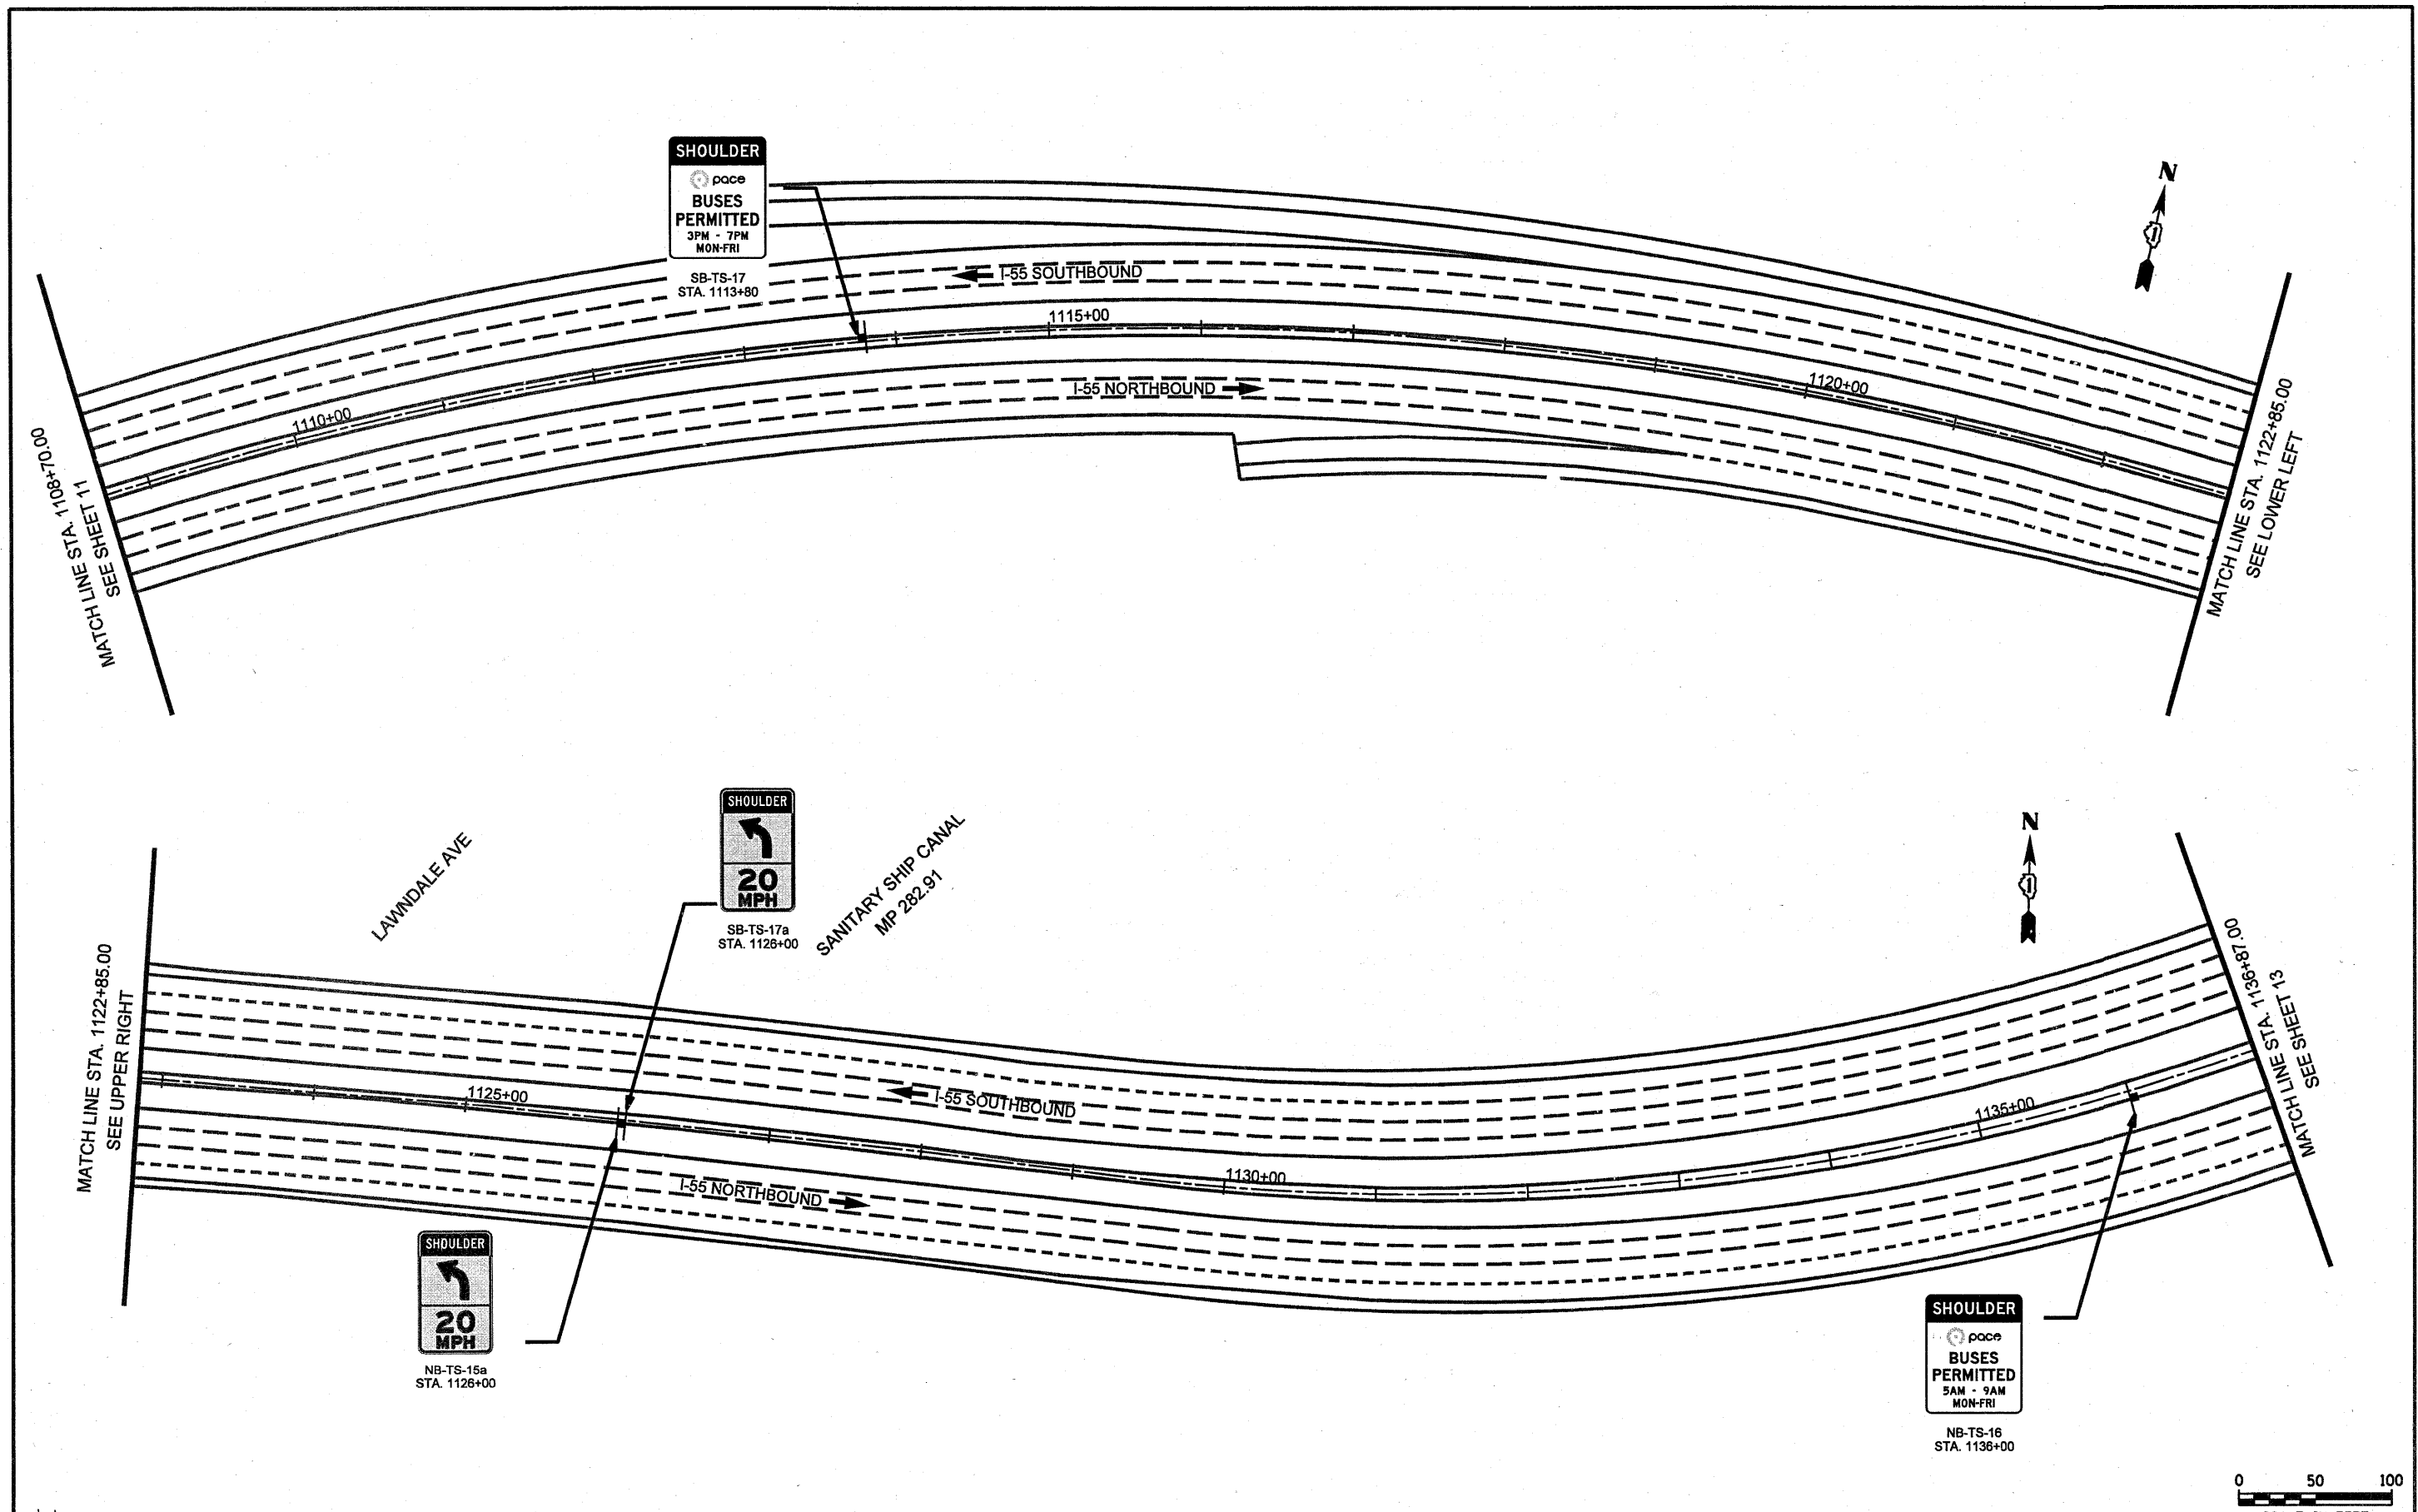 SHOULDER
pace
BUSES
PERMITTED
3PM - 7PM
MON-FRI
SB-TS-17
STA. 1113+80
N
1
I-55 SOUTHBOUND
1115+00
1110+00
I-55 NORTHBOUND
1120+00
MATCH LINE STA. 1108+70.00
SEE SHEET 11
MATCH LINE STA. 1122+85.00
SEE LOWER LEFT
SHOULDER
20
MPH
SB-TS-17a
STA. 1126+00
LAWNDALE AVE
SANITARY SHIP CANAL
MP 282.91
N
1
MATCH LINE STA. 1122+85.00
SEE UPPER RIGHT
1125+00
I-55 SOUTHBOUND
1135+00
MATCH LINE STA. 1136+87.00
SEE SHEET 13
1130+00
I-55 NORTHBOUND
SHOULDER
20
MPH
NB-TS-15a
STA. 1126+00
SHOULDER
pace
BUSES
PERMITTED
5AM - 9AM
MON-FRI
NB-TS-16
STA. 1136+00
0 50 100